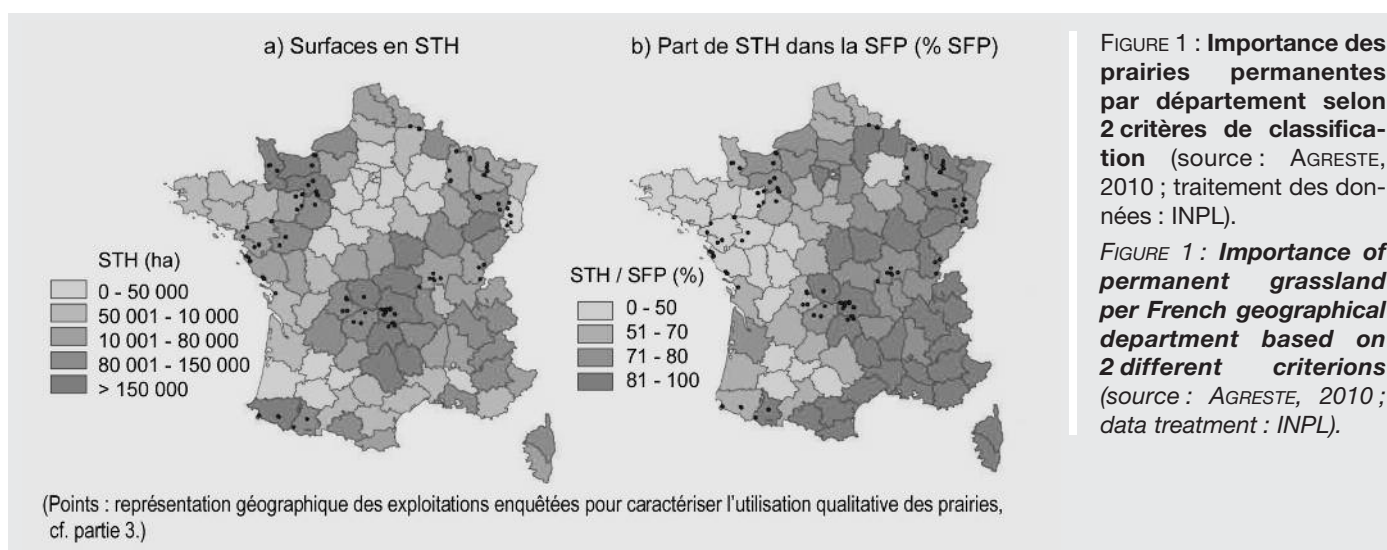 a) Surfaces en STH
b) Part de STH dans la SFP (% SFP)
STH (ha)
0 - 50 000
50 001 - 10 000
10 001 - 80 000
80 001 - 150 000
> 150 000
STH / SFP (%)
0 - 50
51 - 70
71 - 80
81 - 100
(Points : représentation géographique des exploitations enquêtées pour caractériser l'utilisation qualitative des prairies,
cf. partie 3.)
FIGURE 1 : Importance des
prairies permanentes
par département selon
2 critères de classifica-
tion (source : AGRESTE,
2010 ; traitement des don-
nées : INPL).
FIGURE 1 : Importance of
permanent grassland
per French geographical
department based on
2 different criterions
(source : AGRESTE, 2010 ;
data treatment : INPL).